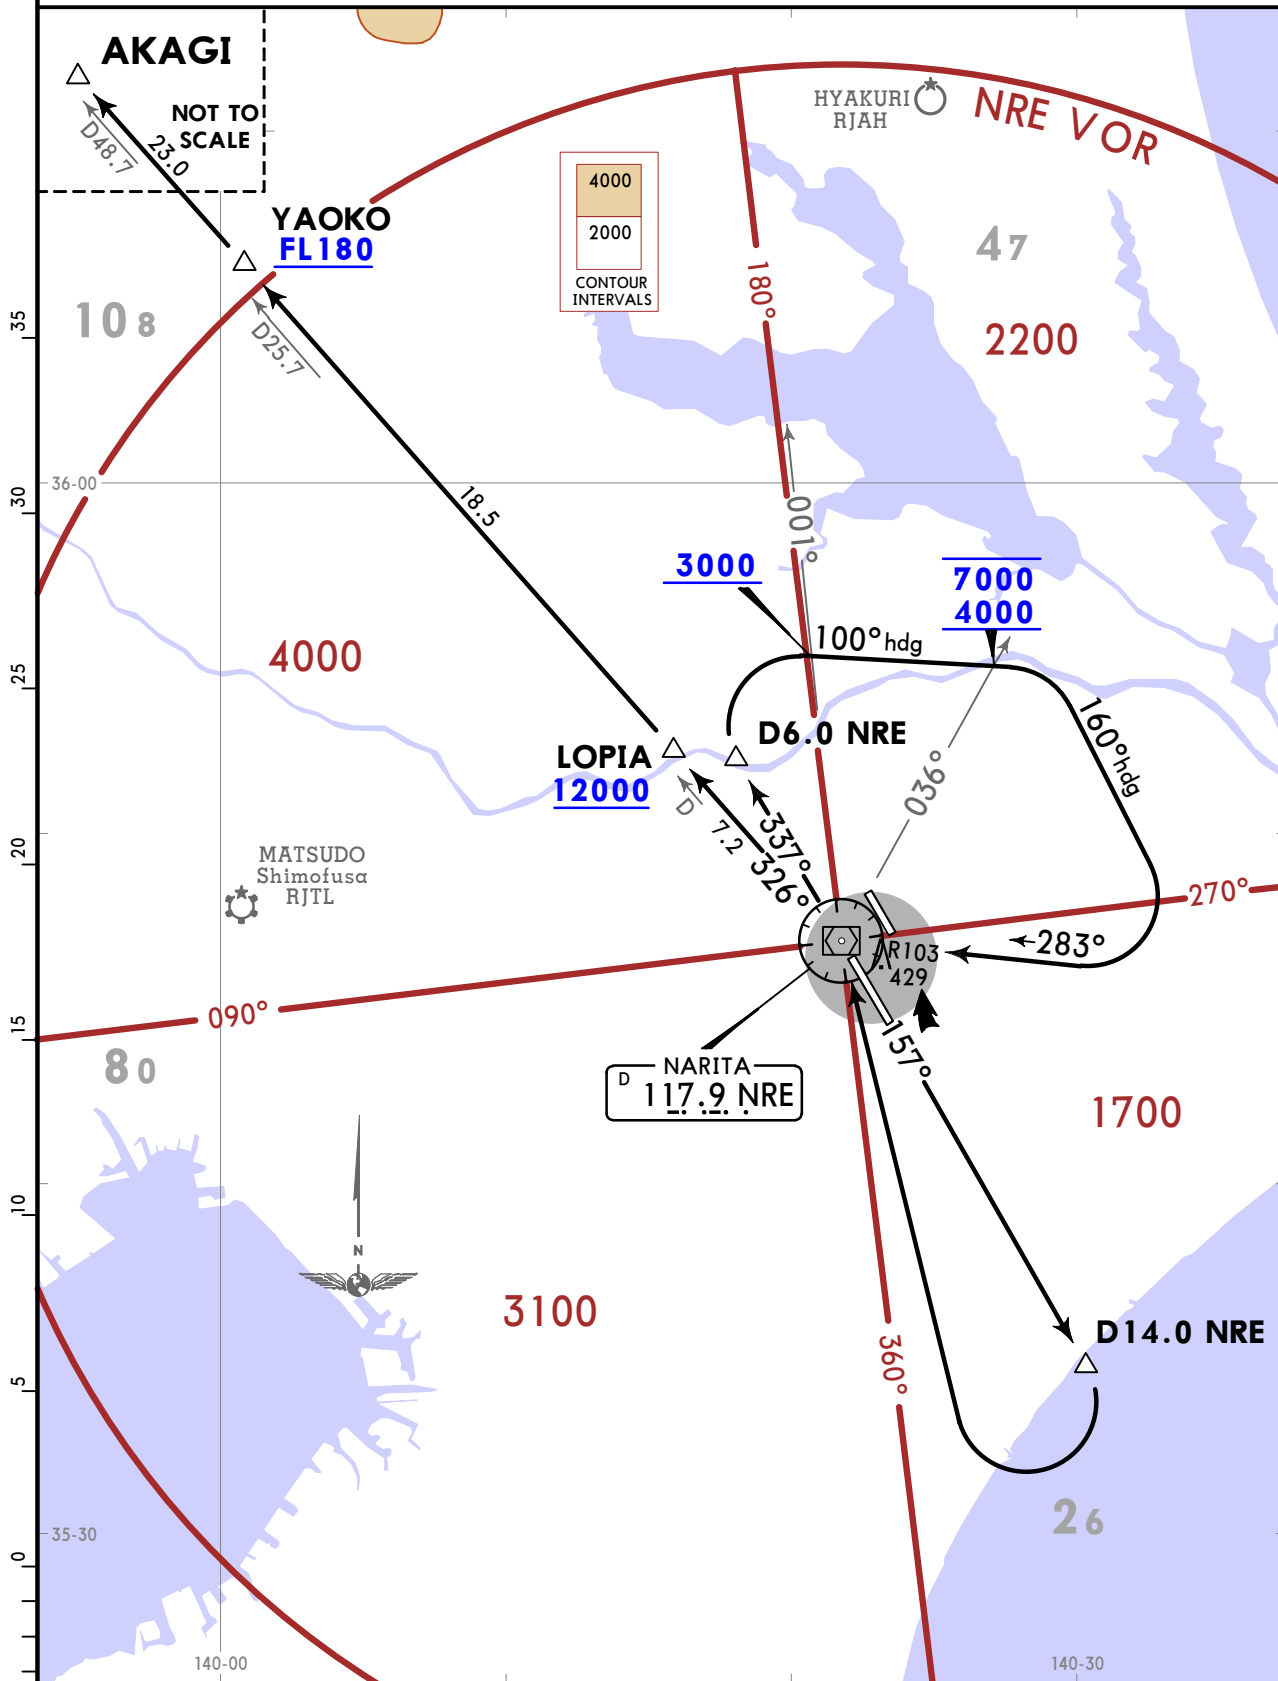 AKAGI
NOT TO
SCALE
D48.7
23.0
YAOKO
FL180
D25.7
HYAKURI
RJAH
NRE VOR
4000
2000
CONTOUR
INTERVALS
180°
47
2200
108
35
36-00
30
18.5
001°
3000
7000
4000
100° hdg
4000
25
160° hdg
D6.0 NRE
LOPIA
12000
036°
D 7.2
337°
326°
20
MATSUDO
Shimofusa
RJTL
270°
283°
R103
429
090°
15
157°
80
NARITA
D 117.9 NRE
1700
10
N
3100
D14.0 NRE
360°
5
26
35-30
0
140-00
140-30